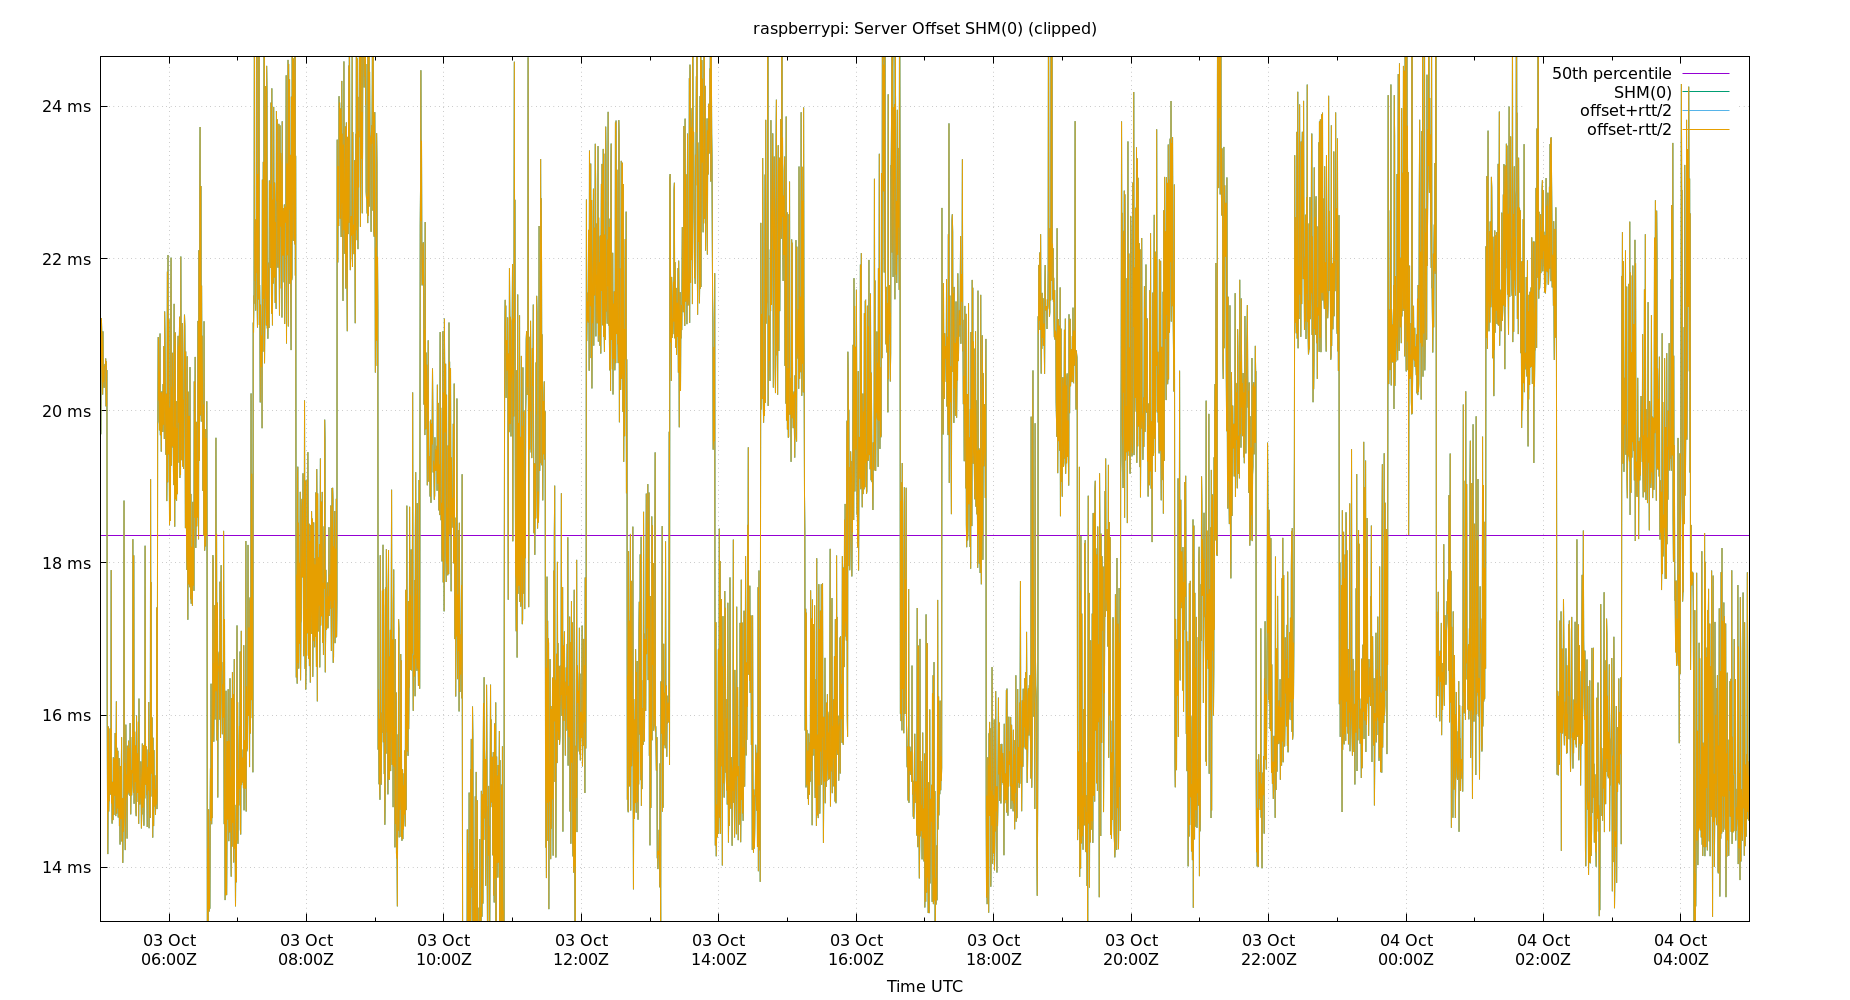 raspberrypi: Server Offset SHM(0) (clipped)
50th percentile
SHM(0)
offset+rtt/2
offset-rtt/2
24 ms
22 ms
20 ms
18 ms
16 ms
14 ms
03 Oct 03 Oct 03 Oct 03 Oct 03 Oct 03 Oct 03 Oct 03 Oct 03 Oct 04 Oct 04 Oct 04 Oct
06:00Z 08:00Z 10:00Z 12:00Z 14:00Z 16:00Z 18:00Z 20:00Z 22:00Z 00:00Z 02:00Z 04:00Z
Time UTC